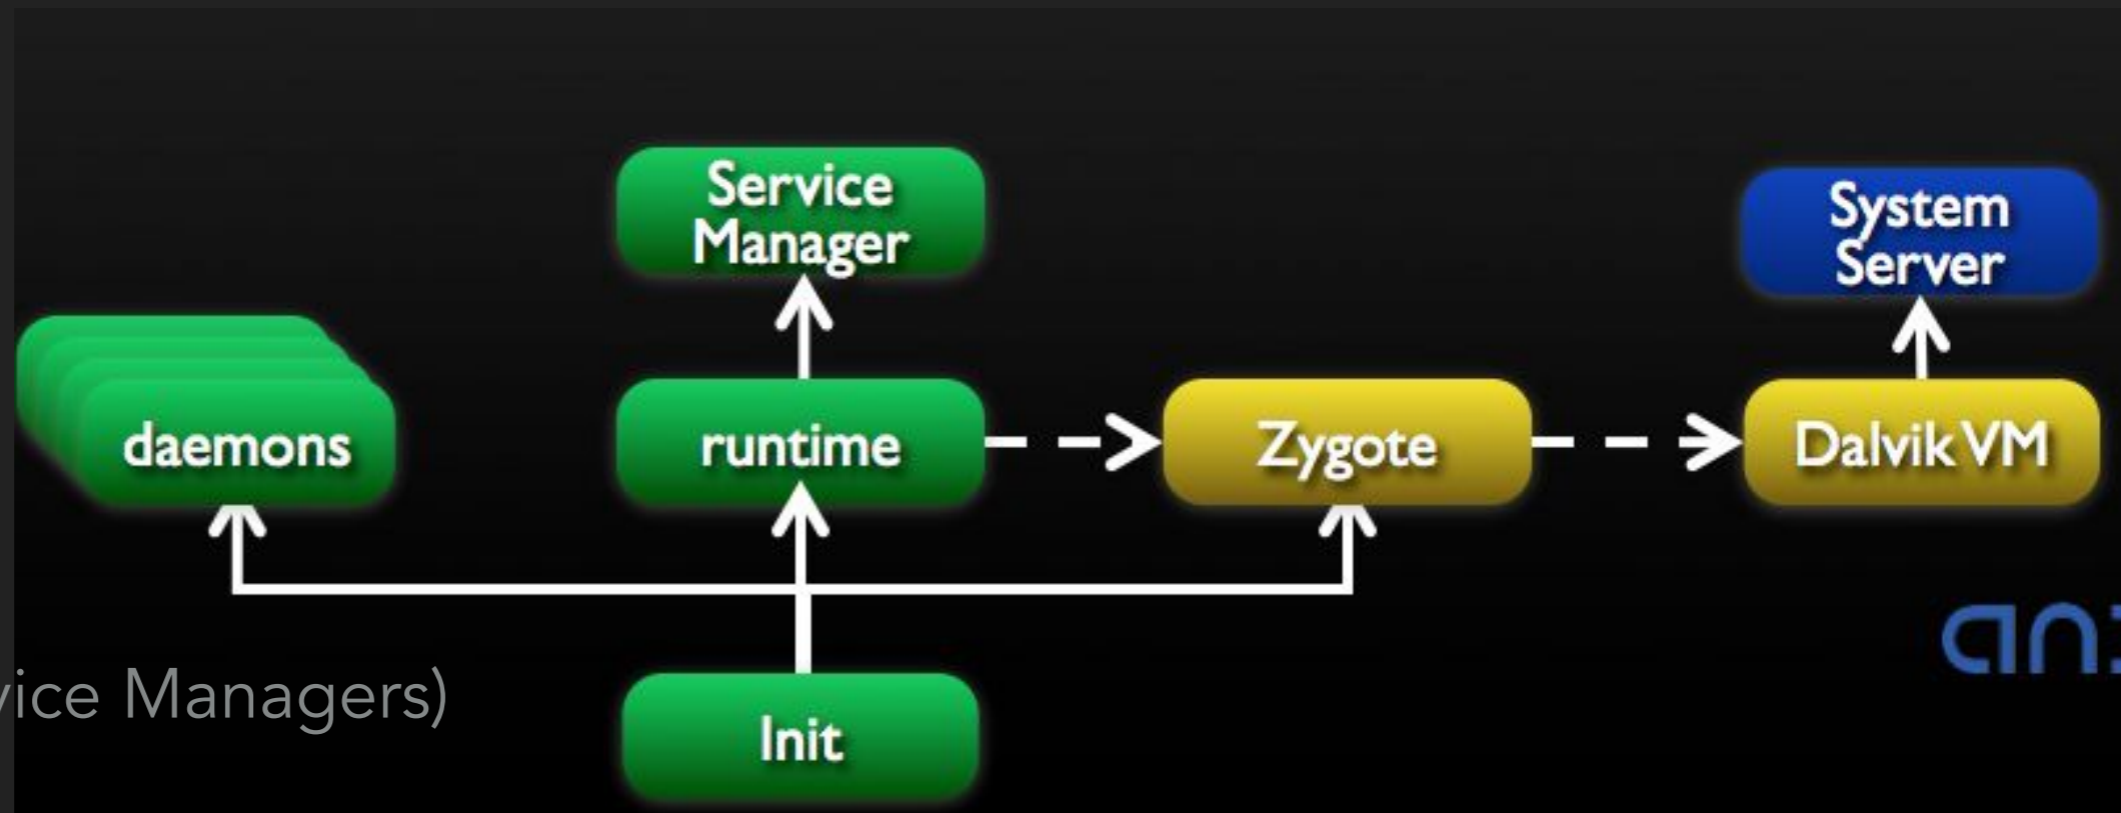 Service
Manager
System
Server
daemons
runtime
Zygote
Dalvik VM
vice Managers)
Init